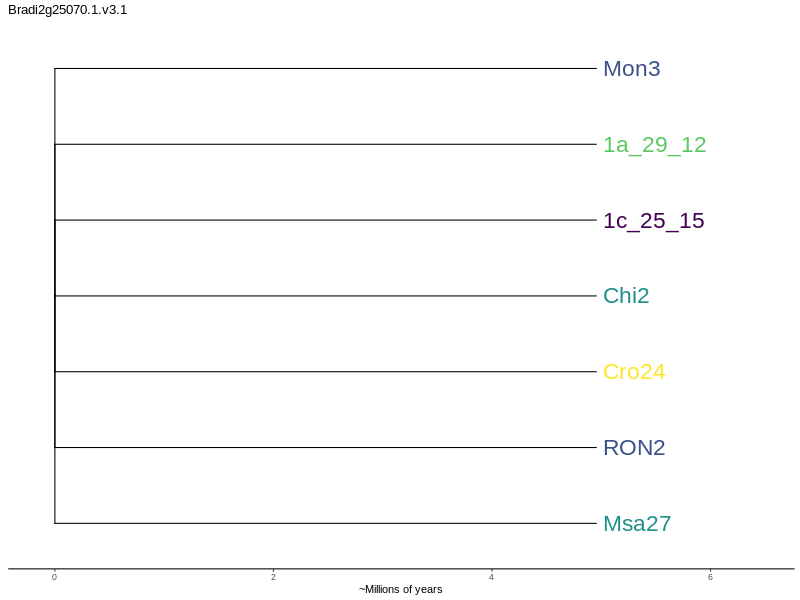 Bradi2g25070.1.v3.1
Mon3
1a_29_12
1c_25_15
Chi2
Cro24
RON2
Msa27
0 2 4 6
~Millions of years